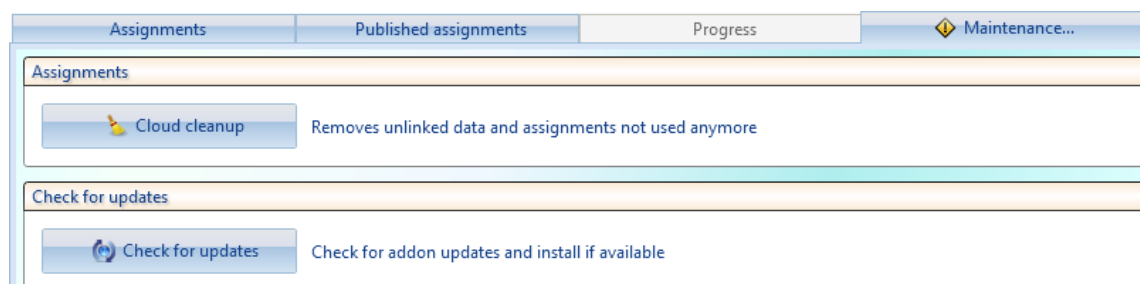 Assignments Published assignments Progress Maintenance...
Assignments
Cloud cleanup Removes unlinked data and assignments not used anymore
Check for updates
Check for updates Check for addon updates and install if available